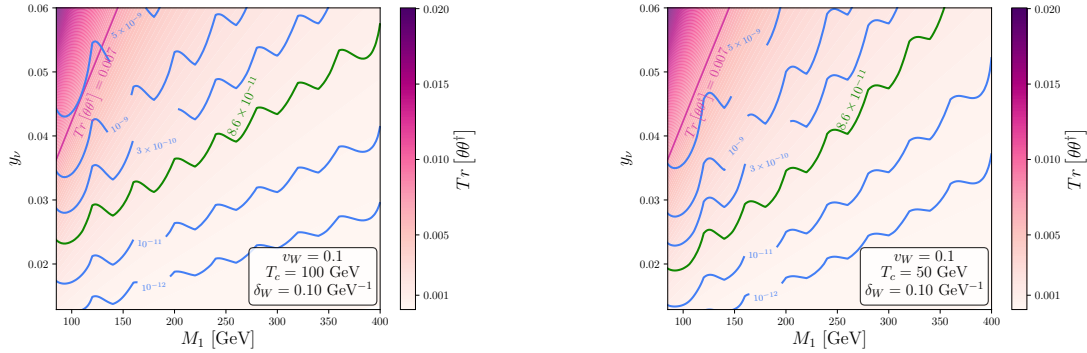 0.06
0.05
0.04
0.03
0.02
y_ν
100
150
200
250
300
350
400
M_1 [GeV]
5 × 10^{-9}
Tr [θθ^†] = 0.007
10^{-9}
3 × 10^{-10}
8.6 × 10^{-11}
10^{-11}
10^{-12}
v_W = 0.1
T_c = 100 GeV
δ_W = 0.10 GeV^{-1}
0.020
0.010
0.005
0.001
Tr [θθ^†]
0.06
0.05
0.04
0.03
0.02
y_ν
100
150
200
250
300
350
400
M_1 [GeV]
5 × 10^{-9}
Tr [θθ^†] = 0.007
10^{-9}
3 × 10^{-10}
8.6 × 10^{-11}
10^{-11}
10^{-12}
v_W = 0.1
T_c = 50 GeV
δ_W = 0.10 GeV^{-1}
0.020
0.010
0.005
0.001
Tr [θθ^†]